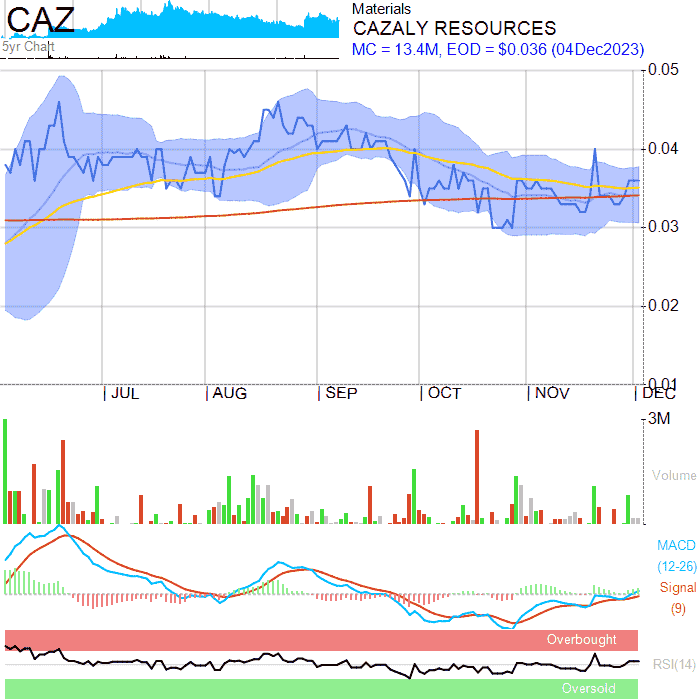 CAZ
5yr Chart
Materials
CAZALY RESOURCES
MC = 13.4M, EOD = $0.036 (04Dec2023)
0.05
0.04
0.03
0.02
0.01
JUL
AUG
SEP
OCT
NOV
DEC
3M
Volume
MACD
(12-26)
Signal
(9)
Overbought
RSI(14)
Oversold